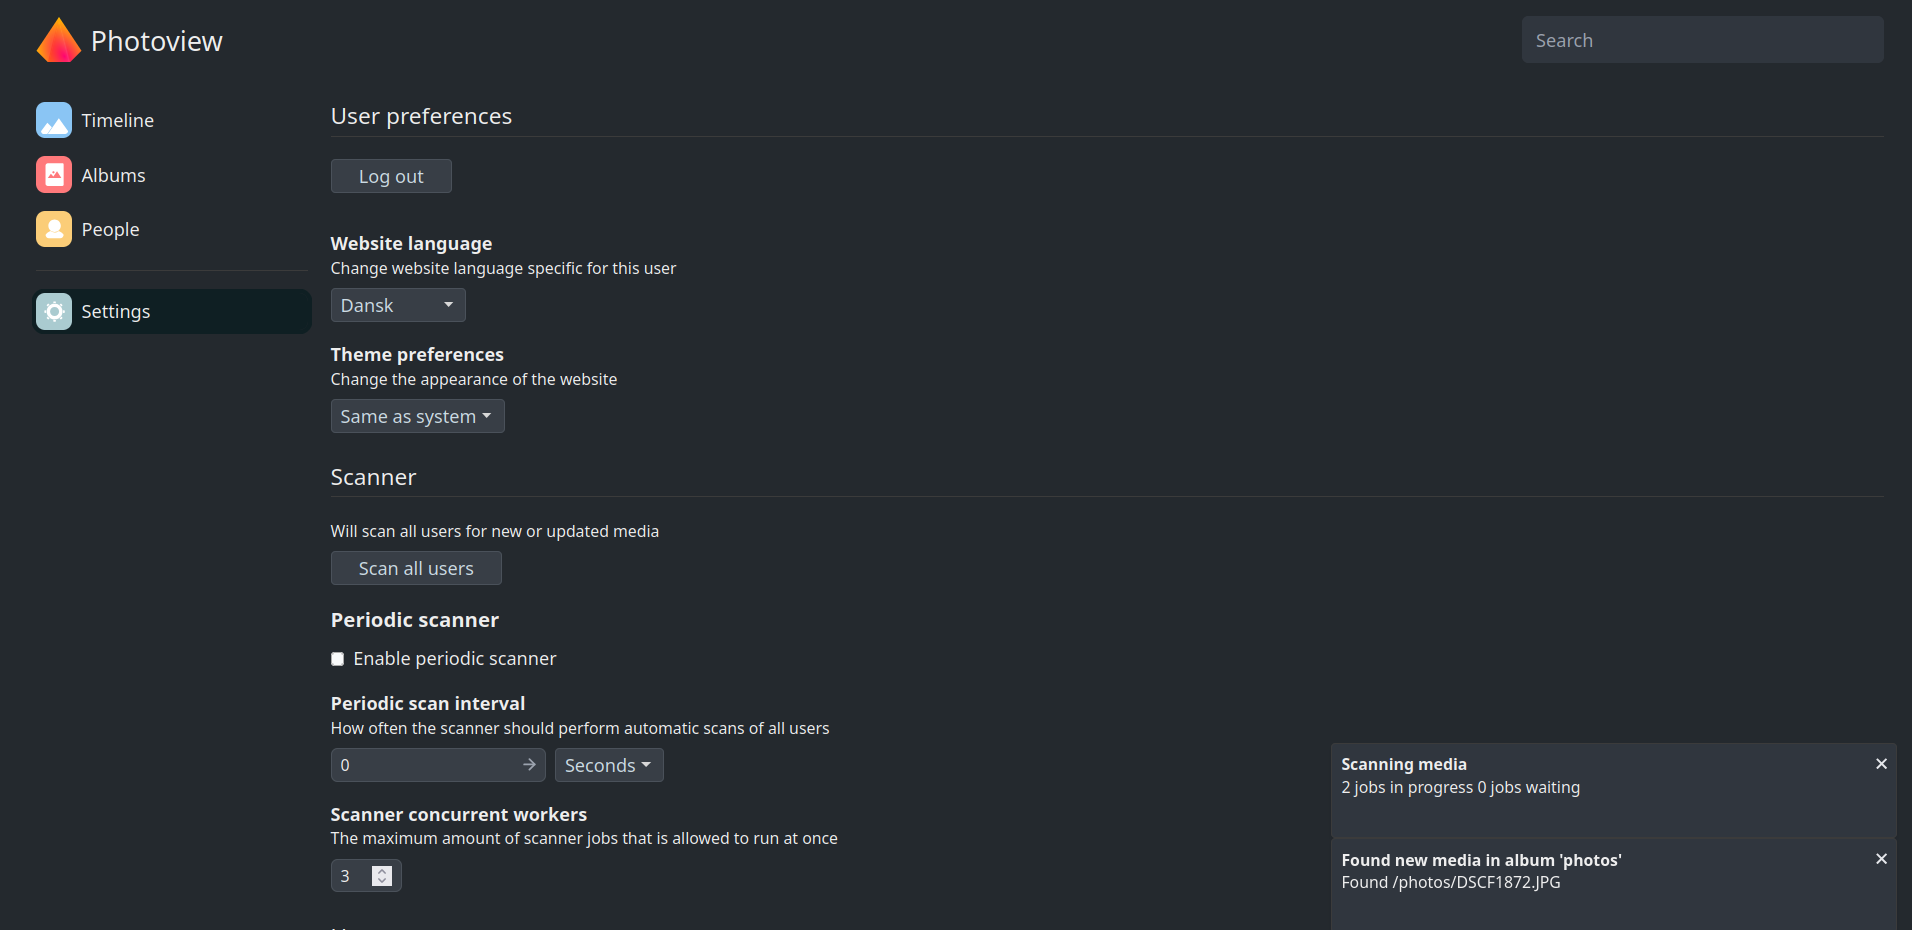 Photoview
Search
Timeline
Albums
People
Settings
User preferences
Log out
Website language
Change website language specific for this user
Dansk
Theme preferences
Change the appearance of the website
Same as system
Scanner
Will scan all users for new or updated media
Scan all users
Periodic scanner
Enable periodic scanner
Periodic scan interval
How often the scanner should perform automatic scans of all users
0
Seconds
Scanner concurrent workers
The maximum amount of scanner jobs that is allowed to run at once
3
Scanning media
2 jobs in progress 0 jobs waiting
Found new media in album 'photos'
Found /photos/DSCF1872.JPG